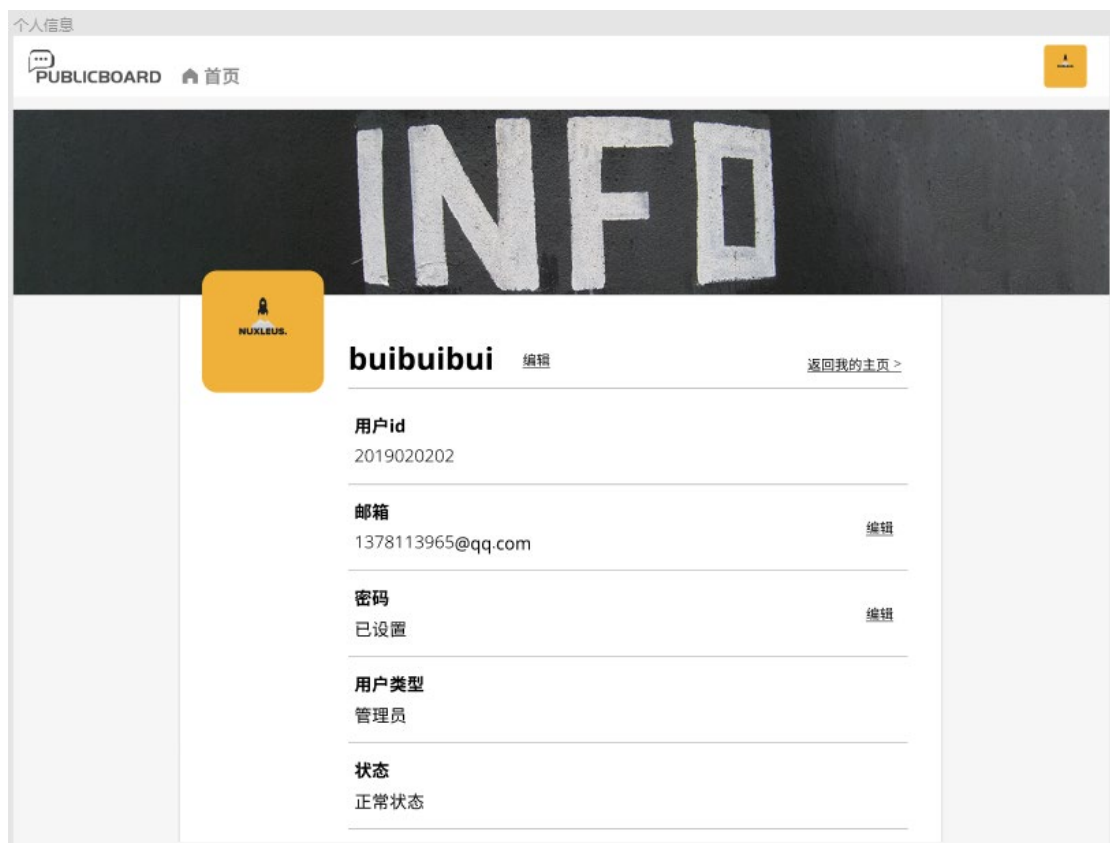 个人信息
PUBLICBOARD 首页
INFO
NUXLEUS.
buibuibui 编辑 返回我的主页 >
用户id
2019020202
邮箱
1378113965@qq.com 编辑
密码
已设置 编辑
用户类型
管理员
状态
正常状态